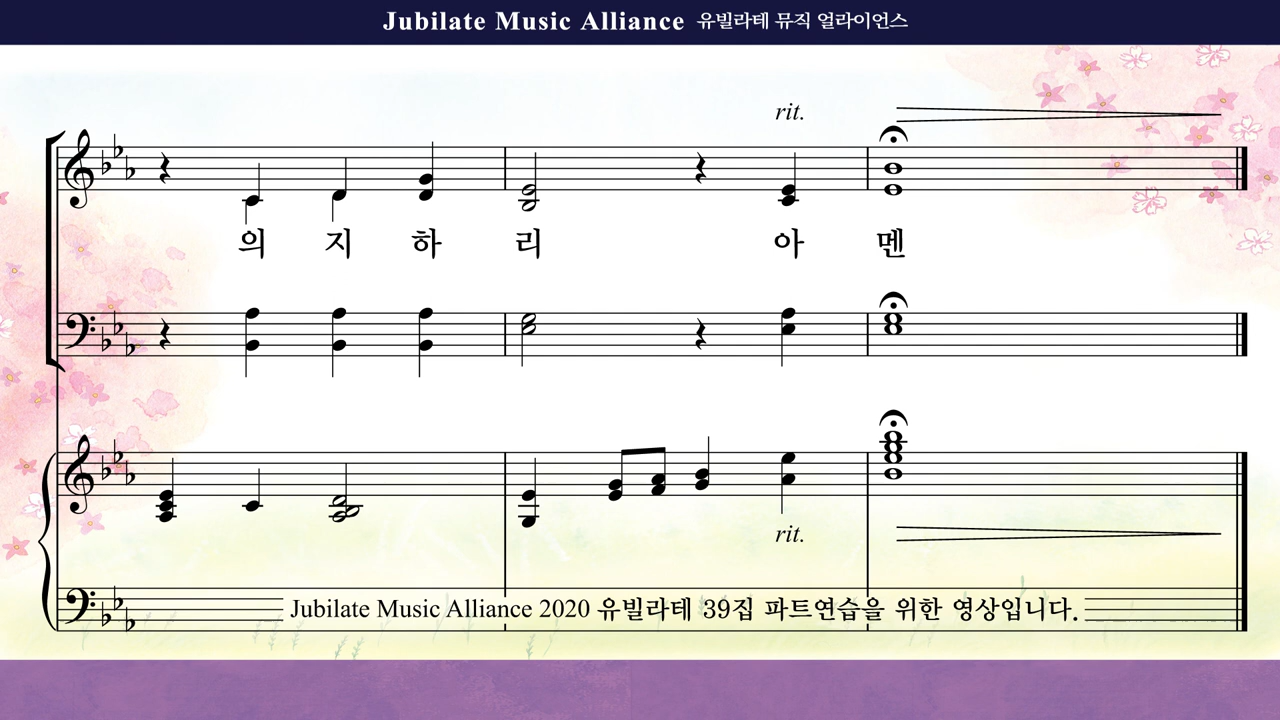 Jubilate Music Alliance 유빌라테 뮤직 얼라이언스
rit.
의 지 하 리 아 멘
rit.
Jubilate Music Alliance 2020 유빌라테 39집 파트연습을 위한 영상입니다.